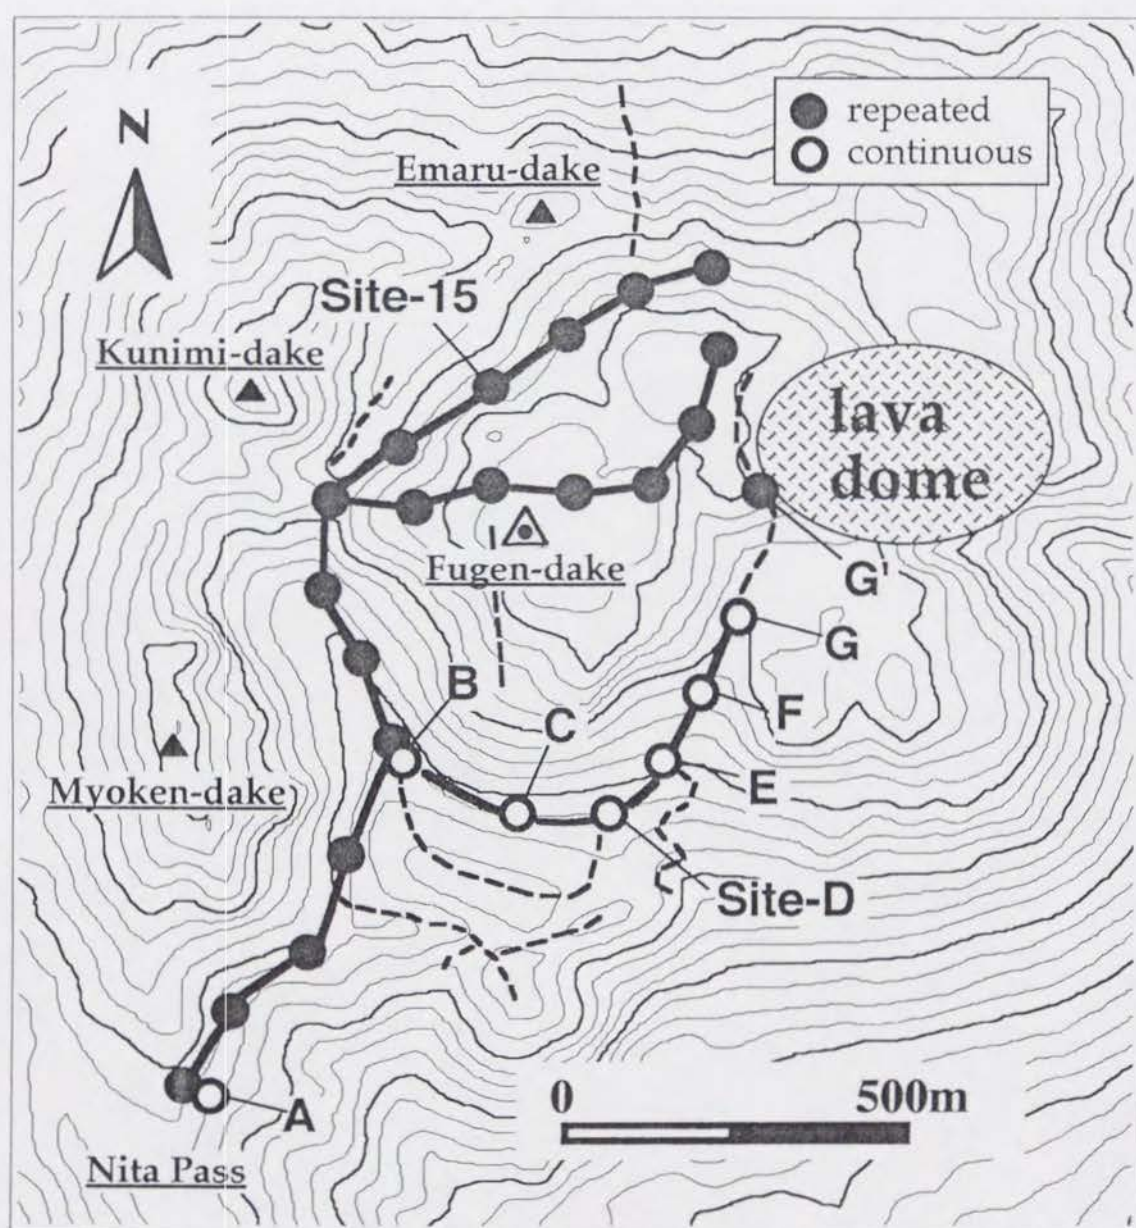 repeated
continuous
N
Emaru-dake
Site-15
Kunimi-dake
lava
dome
Fugen-dake
G'
G
B
F
C
Myoken-dake
E
Site-D
0 500m
A
Nita Pass